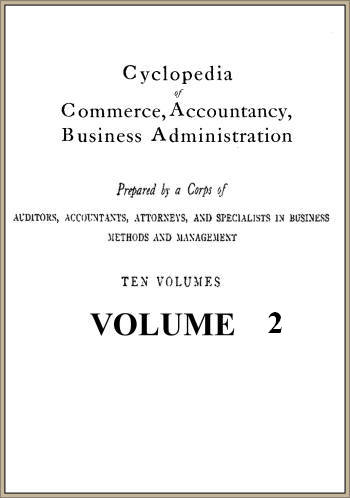 Cyclopedia
of
Commerce, Accountancy,
Business Administration
Prepared by a Corps of
AUDITORS, ACCOUNTANTS, ATTORNEYS, AND SPECIALISTS IN BUSINESS
METHODS AND MANAGEMENT
TEN VOLUMES
VOLUME 2